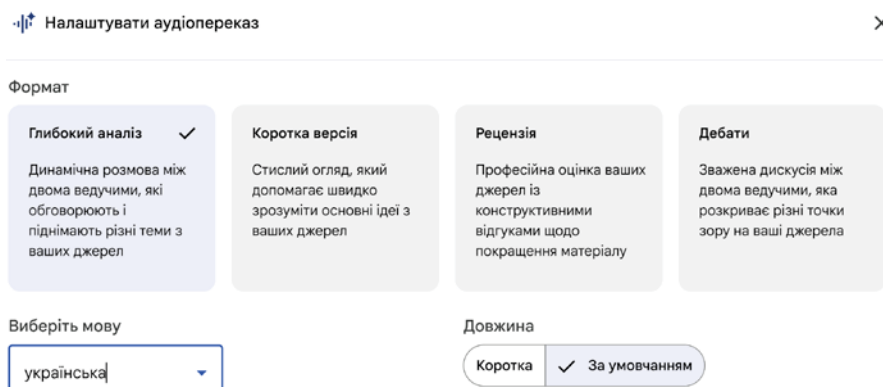 Налаштувати аудіопереказ
Формат
Глибокий аналіз
Динамічна розмова між
двома ведучими, які
обговорюють і
піднімають різні теми з
ваших джерел
Коротка версія
Стислий огляд, який
допомагає швидко
зрозуміти основні ідеї з
ваших джерел
Рецензія
Професійна оцінка ваших
джерел із
конструктивними
відгуками щодо
покращення матеріалу
Дебати
Зважена дискусія між
двома ведучими, яка
розкриває різні точки
зору на ваші джерела
Виберіть мову
українська
Довжина
Коротка
За умовчанням